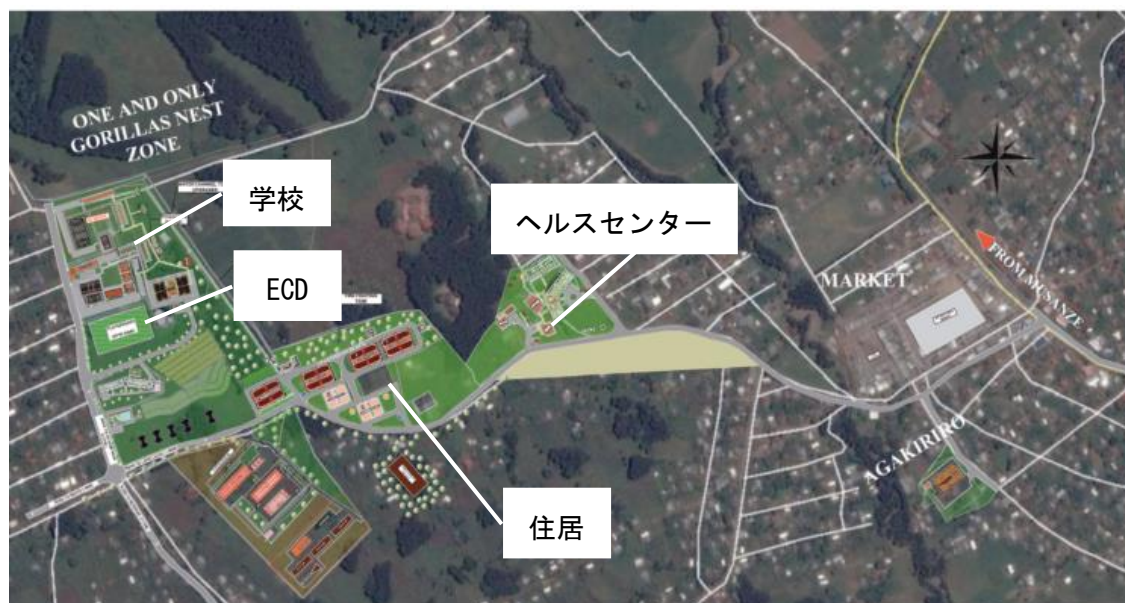 ONE AND ONLY
GORILLAS NEST
ZONE
学校
ヘルスセンター
ECD
MARKET
FROM MUSANZE
AGAKIRIRO
住居